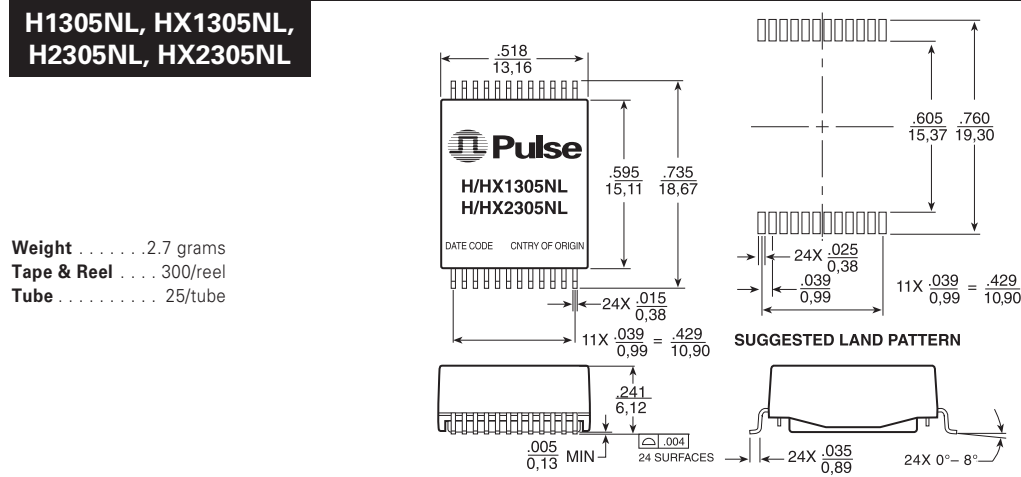 H1305NL, HX1305NL,
H2305NL, HX2305NL
Weight . . . . . . .2.7 grams
Tape & Reel . . . . 300/reel
Tube . . . . . . . . . . 25/tube
.518
13,16
Pulse
H/HX1305NL
H/HX2305NL
DATE CODE CNTRY OF ORIGIN
.595
15,11
.735
18,67
24X .015
0,38
11X .039 = .429
0,99 10,90
.605
15,37
.760
19,30
24X .025
0,38
.039
0,99
11X .039 = .429
0,99 10,90
SUGGESTED LAND PATTERN
.241
6,12
.005
0,13
MIN
.004
24 SURFACES
24X .035
0,89
24X 0°– 8°